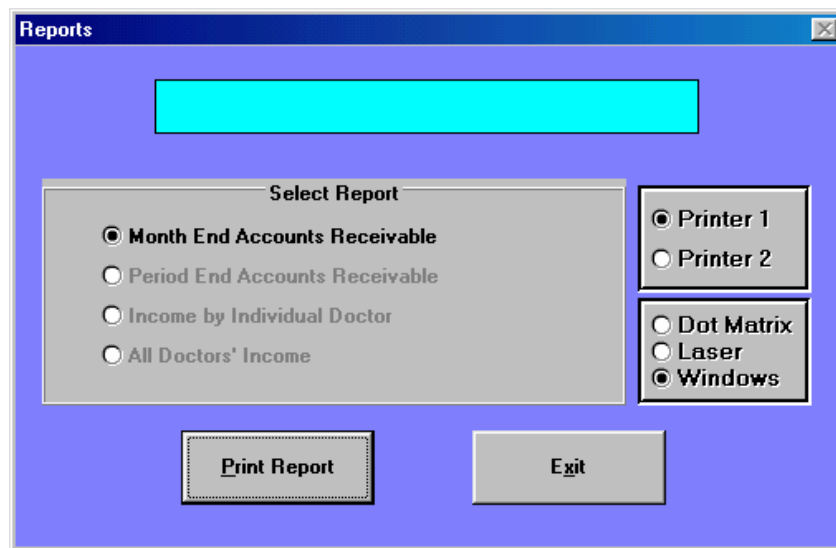 Reports
Select Report
Month End Accounts Receivable
Period End Accounts Receivable
Income by Individual Doctor
All Doctors' Income
Printer 1
Printer 2
Dot Matrix
Laser
Windows
Print Report
Exit